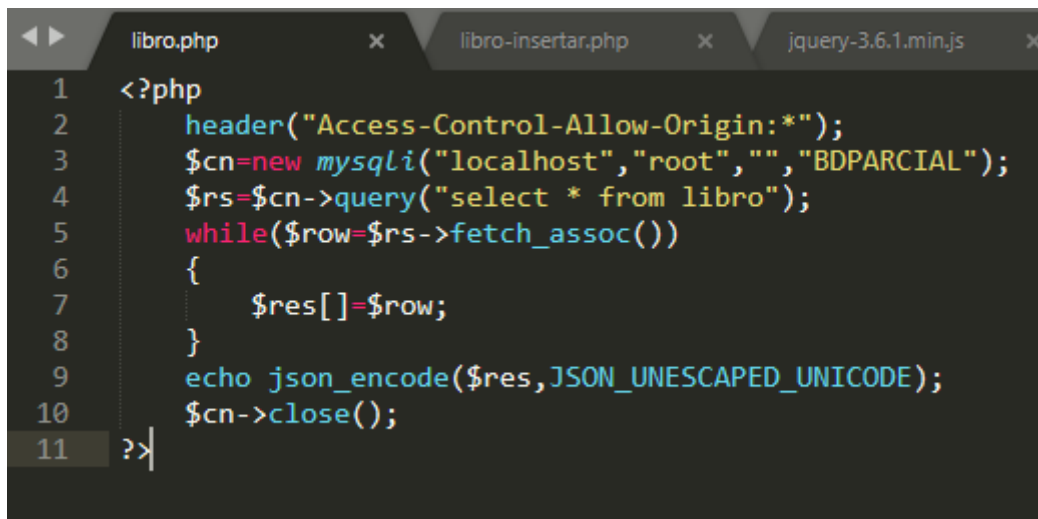 libro.php × libro-insertar.php × jquery-3.6.1.min.js ×
1 <?php
2 header("Access-Control-Allow-Origin:*");
3 $cn=new mysqli("localhost","root","","BDPARCIAL");
4 $rs=$cn->query("select * from libro");
5 while($row=$rs->fetch_assoc())
6 {
7 $res[]=$row;
8 }
9 echo json_encode($res,JSON_UNESCAPED_UNICODE);
10 $cn->close();
11 ?>